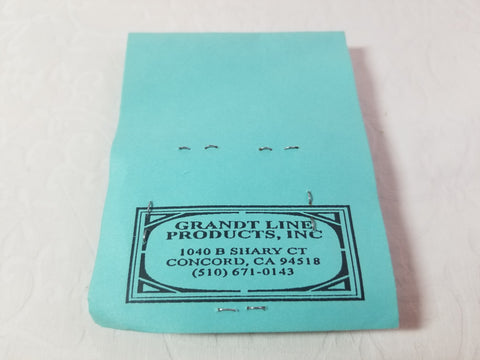 GRANDT LINE
PRODUCTS, INC
1040 B SHARY CT
CONCORD, CA 94518
(510) 671-0143